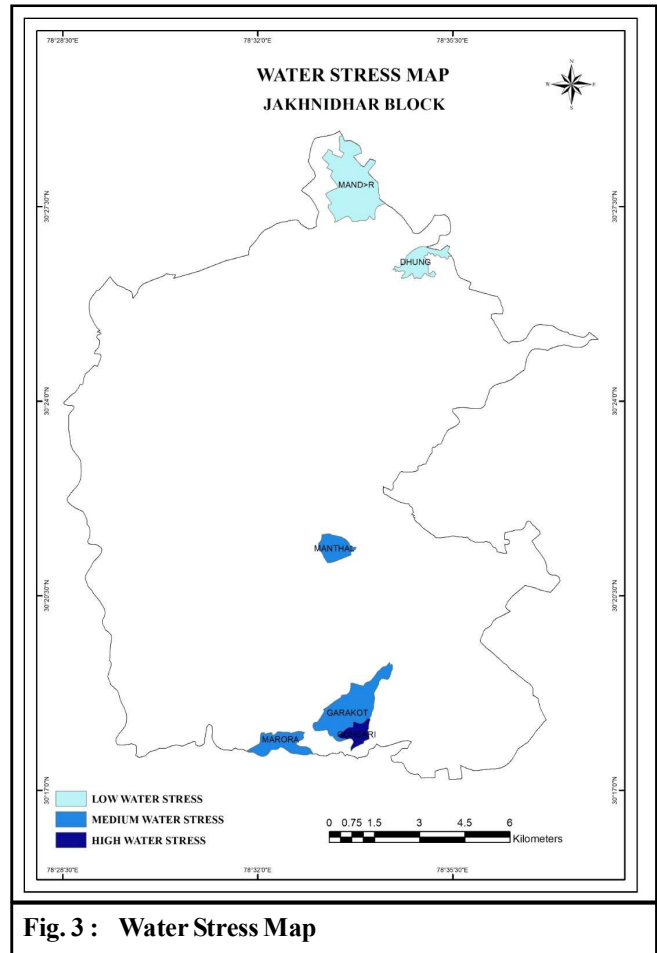 78°28'30"E 78°32'0"E 78°35'30"E
WATER STRESS MAP
JAKHNIDHAR BLOCK
N
W E
S
MAND>R
30°27'30"N 30°27'30"N
DHUNG
30°24'0"N 30°24'0"N
MANTHAL
30°20'30"N 30°20'30"N
GARAKOT
MARORA
30°17'0"N 30°17'0"N
LOW WATER STRESS
MEDIUM WATER STRESS
HIGH WATER STRESS
0 0.75 1.5 3 4.5 6
Kilometers
78°28'30"E 78°32'0"E 78°35'30"E
Fig. 3 : Water Stress Map